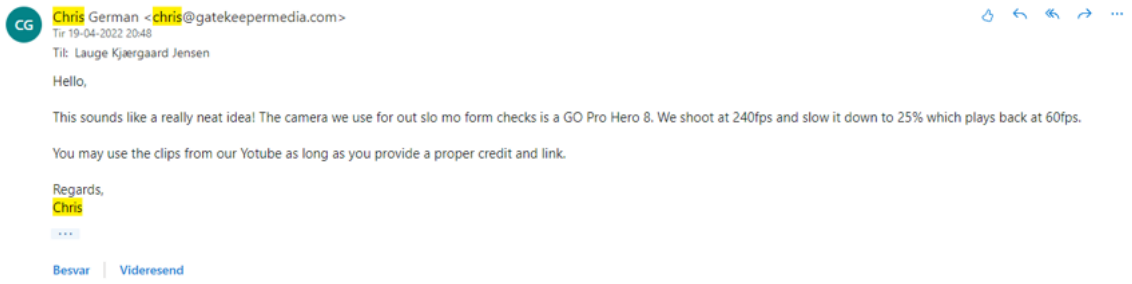 CG
Chris German <chris@gatekeepermedia.com>
Tir 19-04-2022 20:48
Til: Lauge Kjærgaard Jensen
Hello,
This sounds like a really neat idea! The camera we use for out slo mo form checks is a GO Pro Hero 8. We shoot at 240fps and slow it down to 25% which plays back at 60fps.
You may use the clips from our Yotube as long as you provide a proper credit and link.
Regards,
Chris
...
Besvar | Videresend